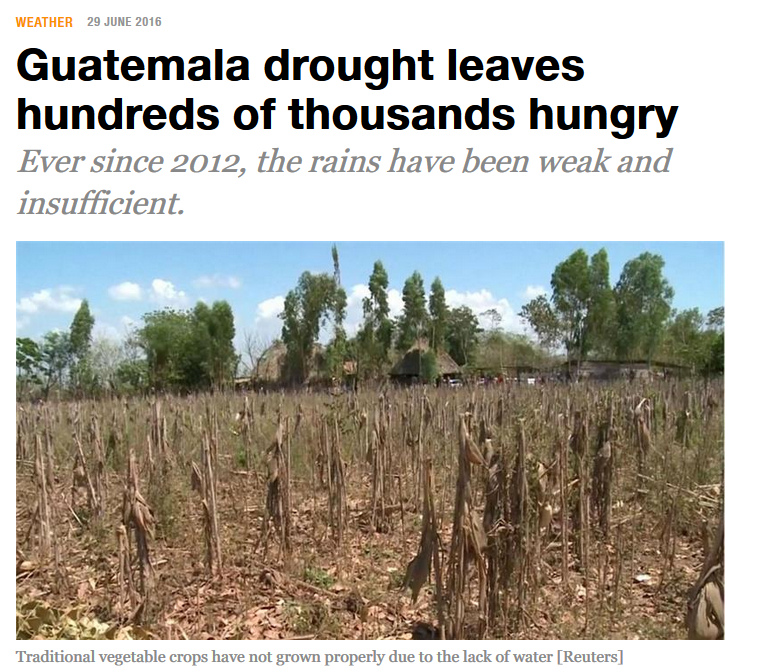 WEATHER 29 JUNE 2016
Guatemala drought leaves
hundreds of thousands hungry
Ever since 2012, the rains have been weak and
insufficient.
Traditional vegetable crops have not grown properly due to the lack of water [Reuters]